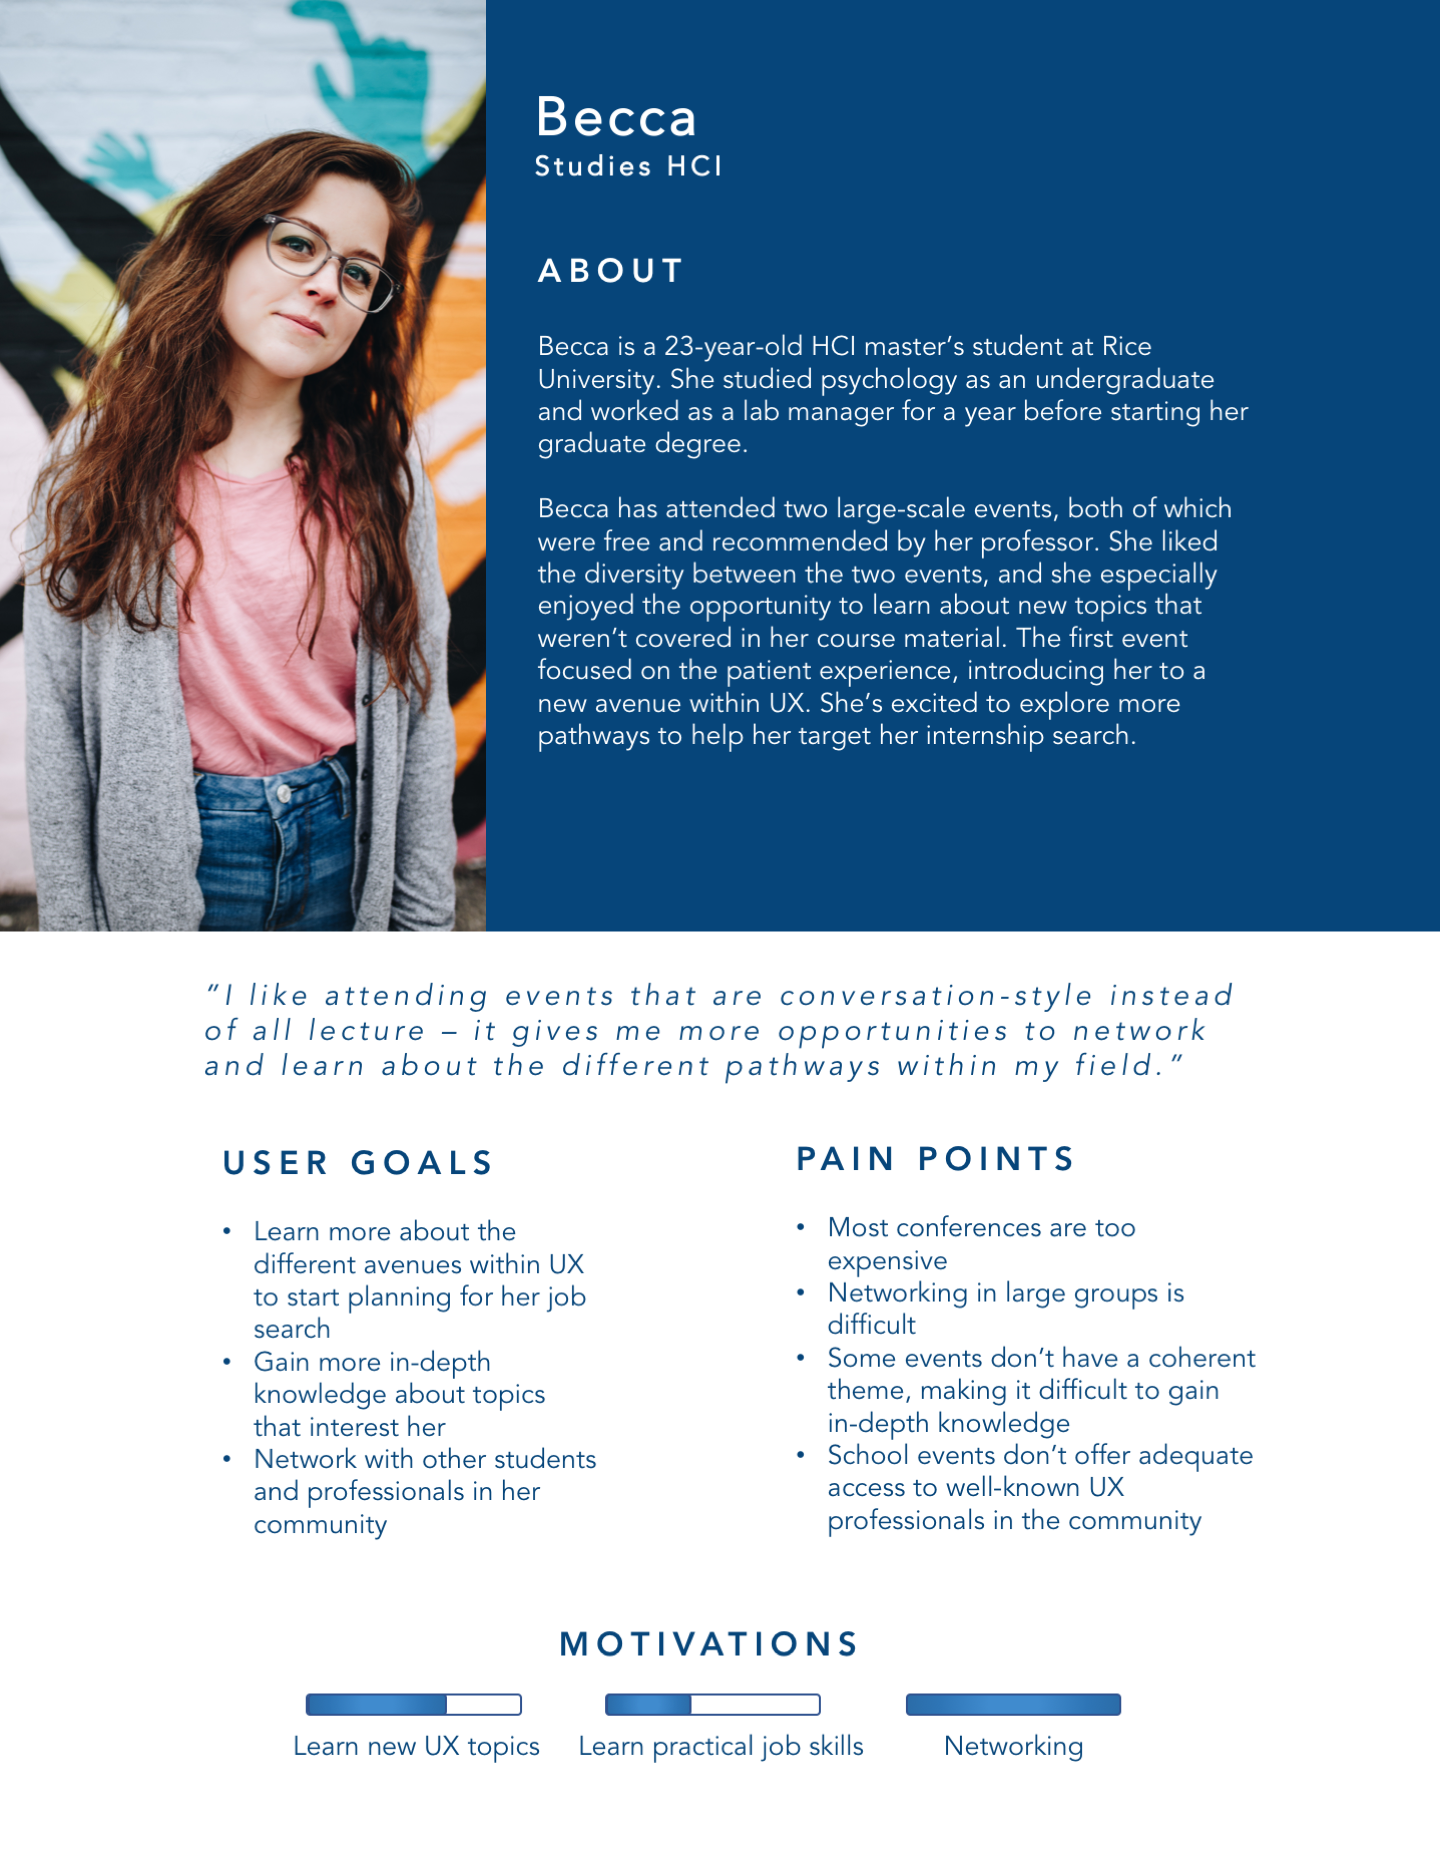 Becca
Studies HCI
ABOUT
Becca is a 23-year-old HCI master’s student at Rice
University. She studied psychology as an undergraduate
and worked as a lab manager for a year before starting her
graduate degree.
Becca has attended two large-scale events, both of which
were free and recommended by her professor. She liked
the diversity between the two events, and she especially
enjoyed the opportunity to learn about new topics that
weren’t covered in her course material. The first event
focused on the patient experience, introducing her to a
new avenue within UX. She’s excited to explore more
pathways to help her target her internship search.
“I like attending events that are conversation-style instead
of all lecture – it gives me more opportunities to network
and learn about the different pathways within my field.”
USER GOALS
• Learn more about the
different avenues within UX
to start planning for her job
search
• Gain more in-depth
knowledge about topics
that interest her
• Network with other students
and professionals in her
community
PAIN POINTS
• Most conferences are too
expensive
• Networking in large groups is
difficult
• Some events don’t have a coherent
theme, making it difficult to gain
in-depth knowledge
• School events don’t offer adequate
access to well-known UX
professionals in the community
MOTIVATIONS
Learn new UX topics
Learn practical job skills
Networking